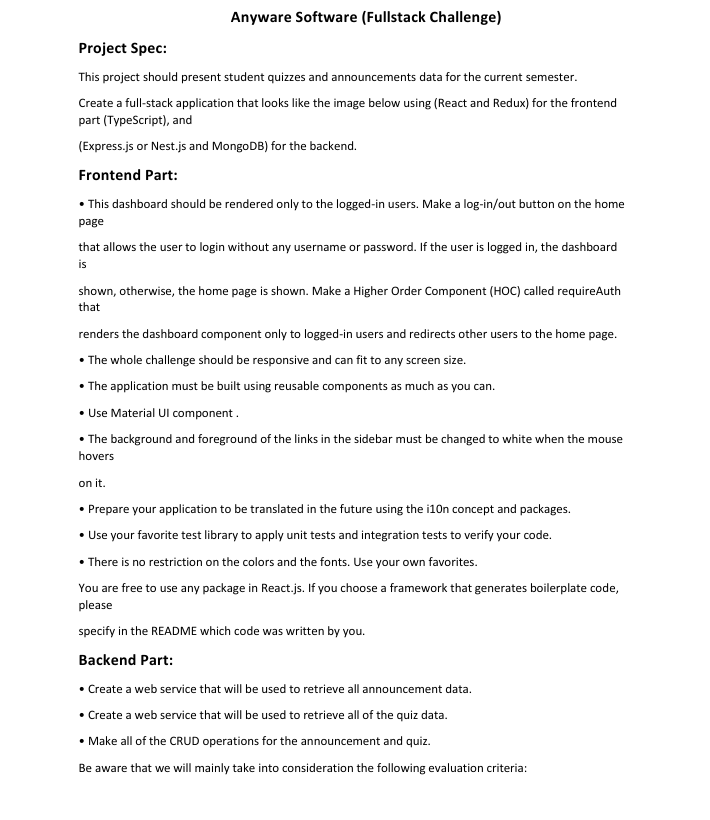 Anyware Software (Fullstack Challenge)
Project Spec:
This project should present student quizzes and announcements data for the current semester.
Create a full-stack application that looks like the image below using (React and Redux) for the frontend
part (TypeScript), and
(Express.js or Nest.js and MongoDB) for the backend.
Frontend Part:
• This dashboard should be rendered only to the logged-in users. Make a log-in/out button on the home
page
that allows the user to login without any username or password. If the user is logged in, the dashboard
is
shown, otherwise, the home page is shown. Make a Higher Order Component (HOC) called requireAuth
that
renders the dashboard component only to logged-in users and redirects other users to the home page.
• The whole challenge should be responsive and can fit to any screen size.
• The application must be built using reusable components as much as you can.
• Use Material UI component .
• The background and foreground of the links in the sidebar must be changed to white when the mouse
hovers
on it.
• Prepare your application to be translated in the future using the i10n concept and packages.
• Use your favorite test library to apply unit tests and integration tests to verify your code.
• There is no restriction on the colors and the fonts. Use your own favorites.
You are free to use any package in React.js. If you choose a framework that generates boilerplate code,
please
specify in the README which code was written by you.
Backend Part:
• Create a web service that will be used to retrieve all announcement data.
• Create a web service that will be used to retrieve all of the quiz data.
• Make all of the CRUD operations for the announcement and quiz.
Be aware that we will mainly take into consideration the following evaluation criteria: